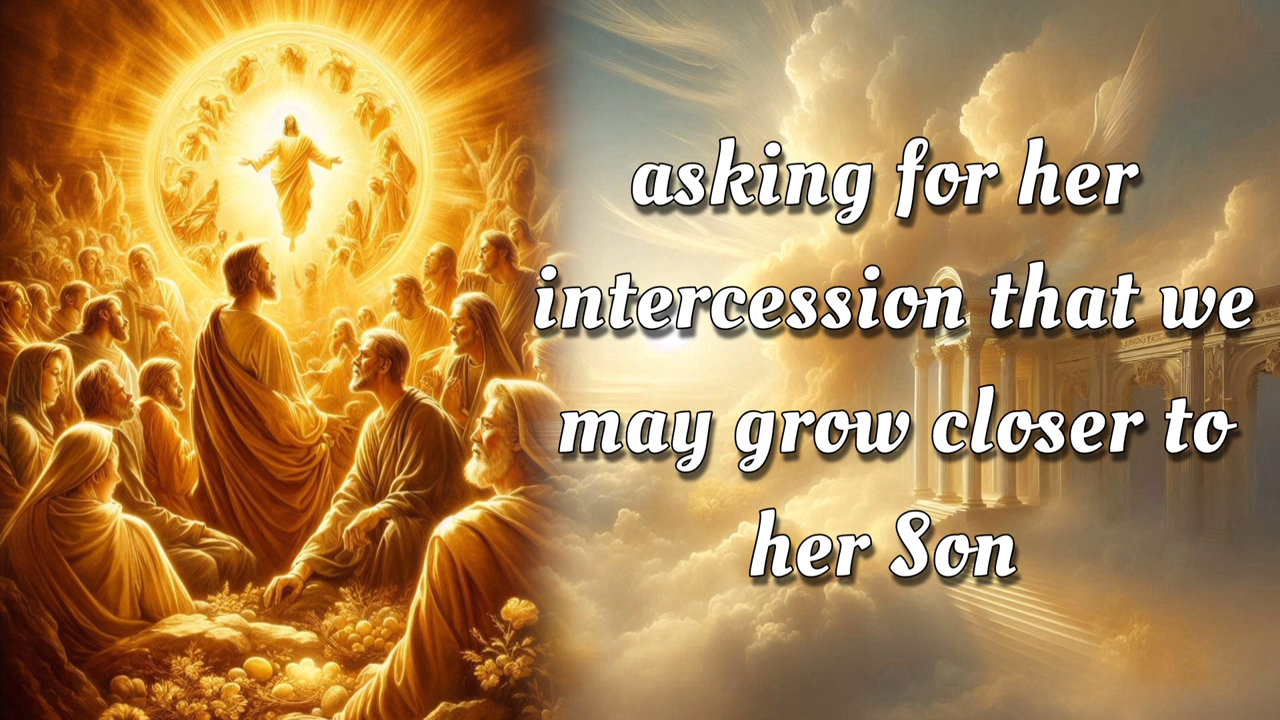 asking for her
intercession that we
may grow closer to
her Son